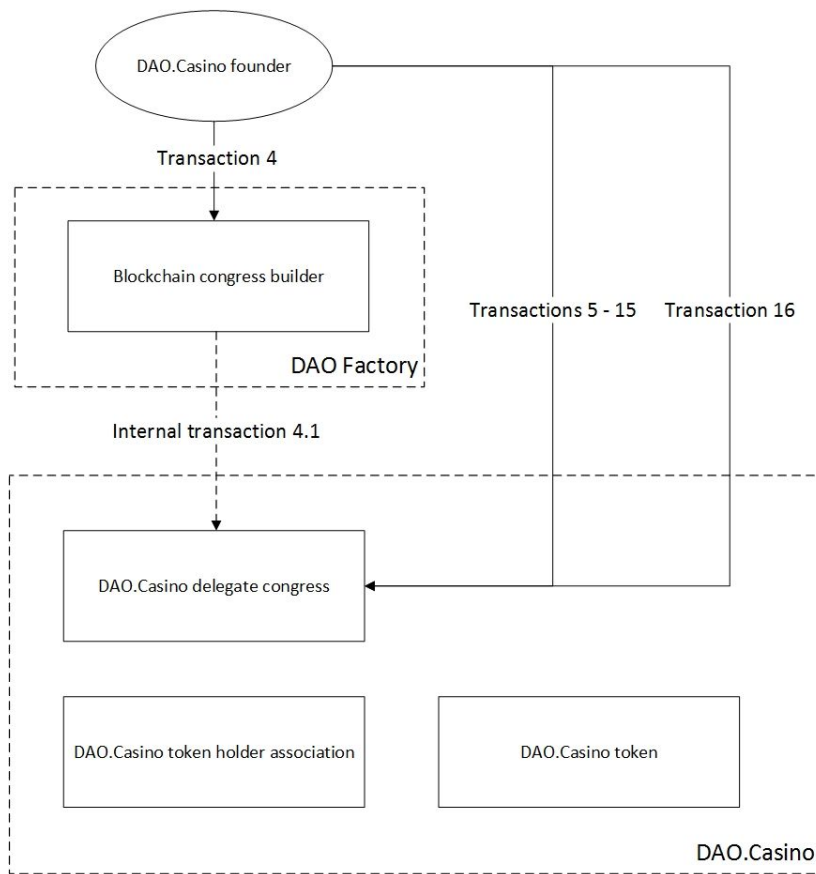 DAO.Casino founder
Transaction 4
Blockchain congress builder
Transactions 5 - 15
Transaction 16
DAO Factory
Internal transaction 4.1
DAO.Casino delegate congress
DAO.Casino token holder association
DAO.Casino token
DAO.Casino